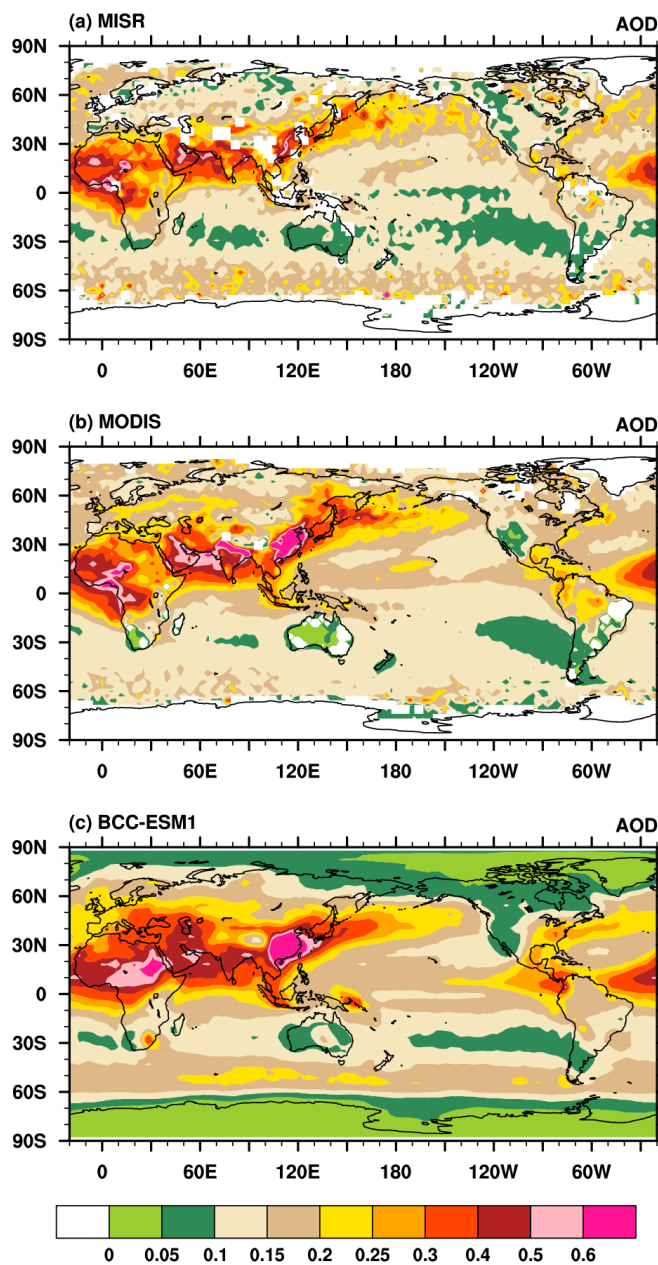 (a) MISR AOD
90N
60N
30N
0
30S
60S
90S
0 60E 120E 180 120W 60W
(b) MODIS AOD
90N
60N
30N
0
30S
60S
90S
0 60E 120E 180 120W 60W
(c) BCC-ESM1 AOD
90N
60N
30N
0
30S
60S
90S
0 60E 120E 180 120W 60W
0 0.05 0.1 0.15 0.2 0.25 0.3 0.4 0.5 0.6